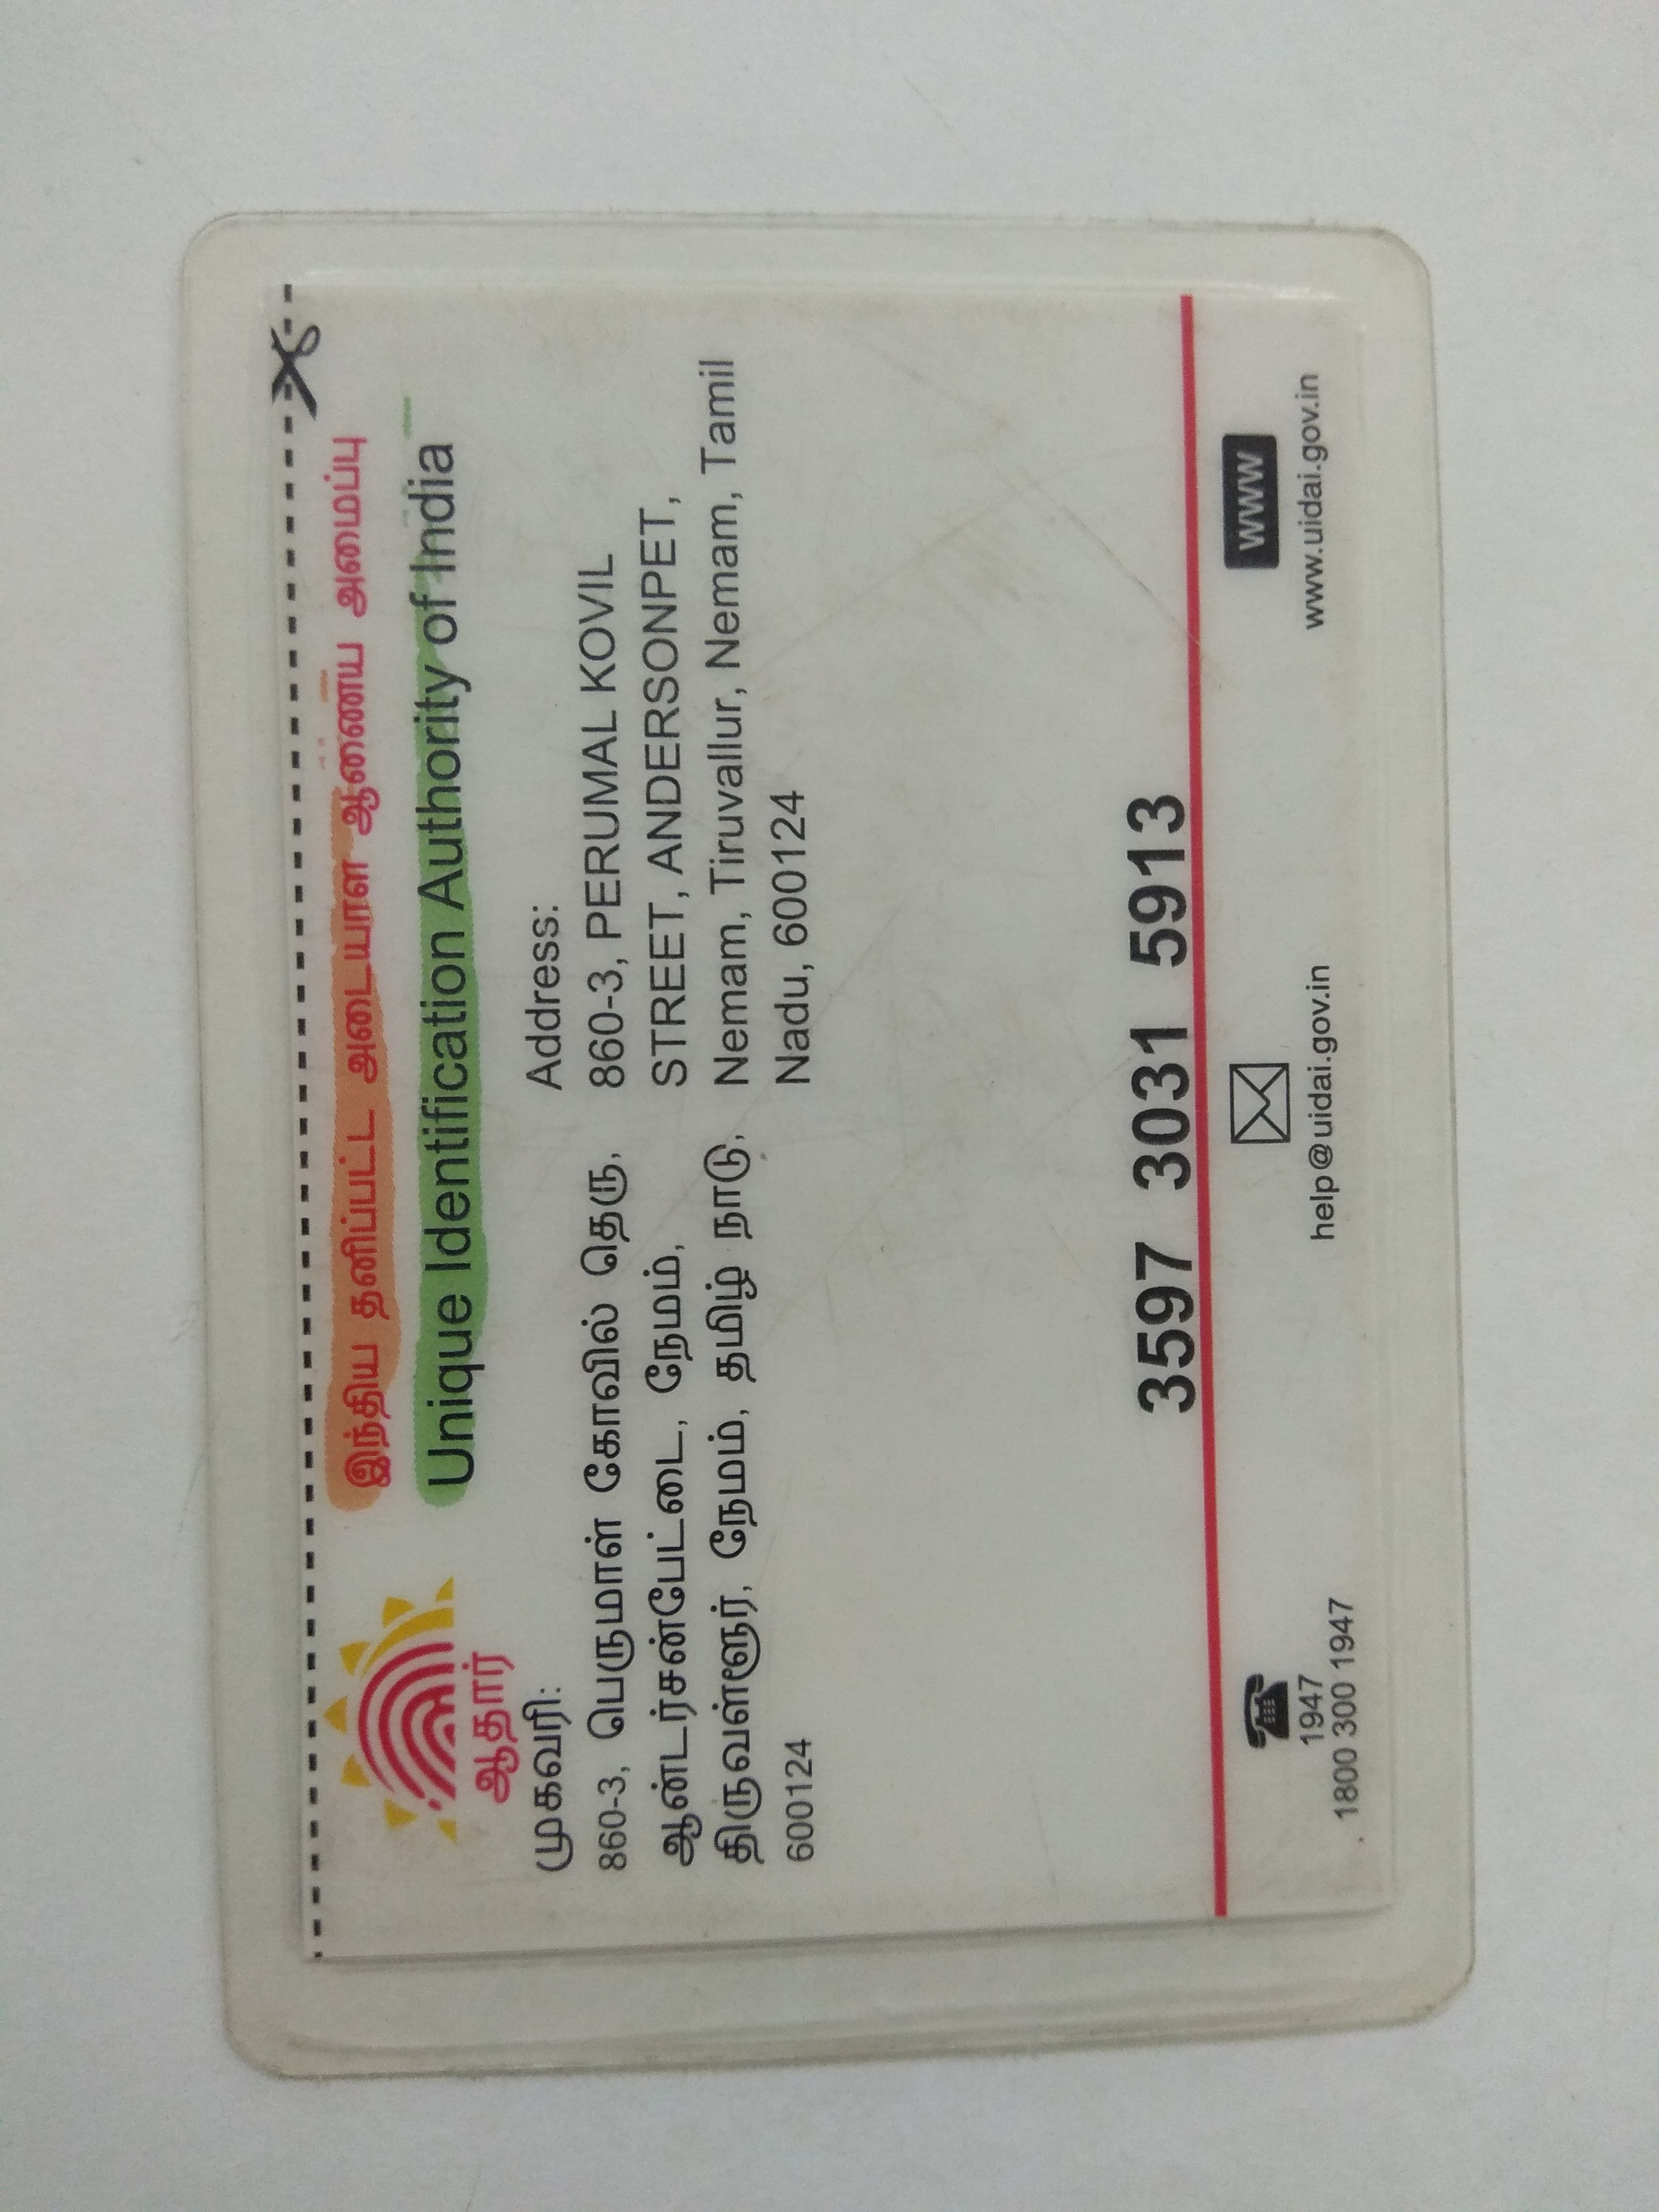 இந்திய தனிப்பட்ட அடையாள ஆணைய அமைப்பு
Unique Identification Authority of India
ஆதார்
முகவரி:
860-3, பெருமாள் கோவில் தெரு,
ஆண்டர்சன்பேட்டை, நேமம்,
திருவள்ளூர், நேமம், தமிழ் நாடு,
600124
Address:
860-3, PERUMAL KOVIL
STREET, ANDERSONPET,
Nemam, Tiruvallur, Nemam, Tamil
Nadu, 600124
3597 3031 5913
1947
1800 300 1947
help@uidai.gov.in
WWW
www.uidai.gov.in